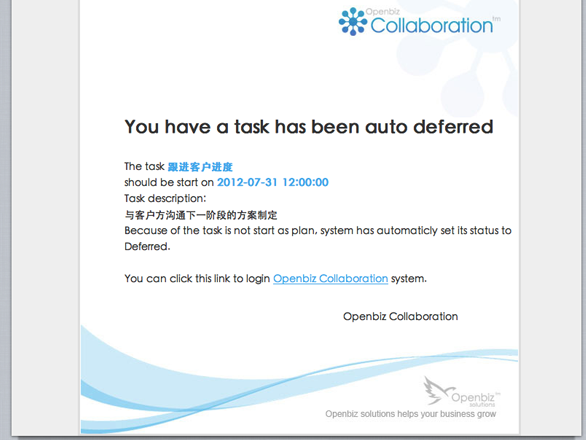 Openbiz
Collaboration™
You have a task has been auto deferred
The task 跟进客户进度
should be start on 2012-07-31 12:00:00
Task description:
与客户方沟通下一阶段的方案制定
Because of the task is not start as plan, system has automaticly set its status to
Deferred.
You can click this link to login Openbiz Collaboration system.
Openbiz Collaboration
Openbiz™
solutions
Openbiz solutions helps your business grow